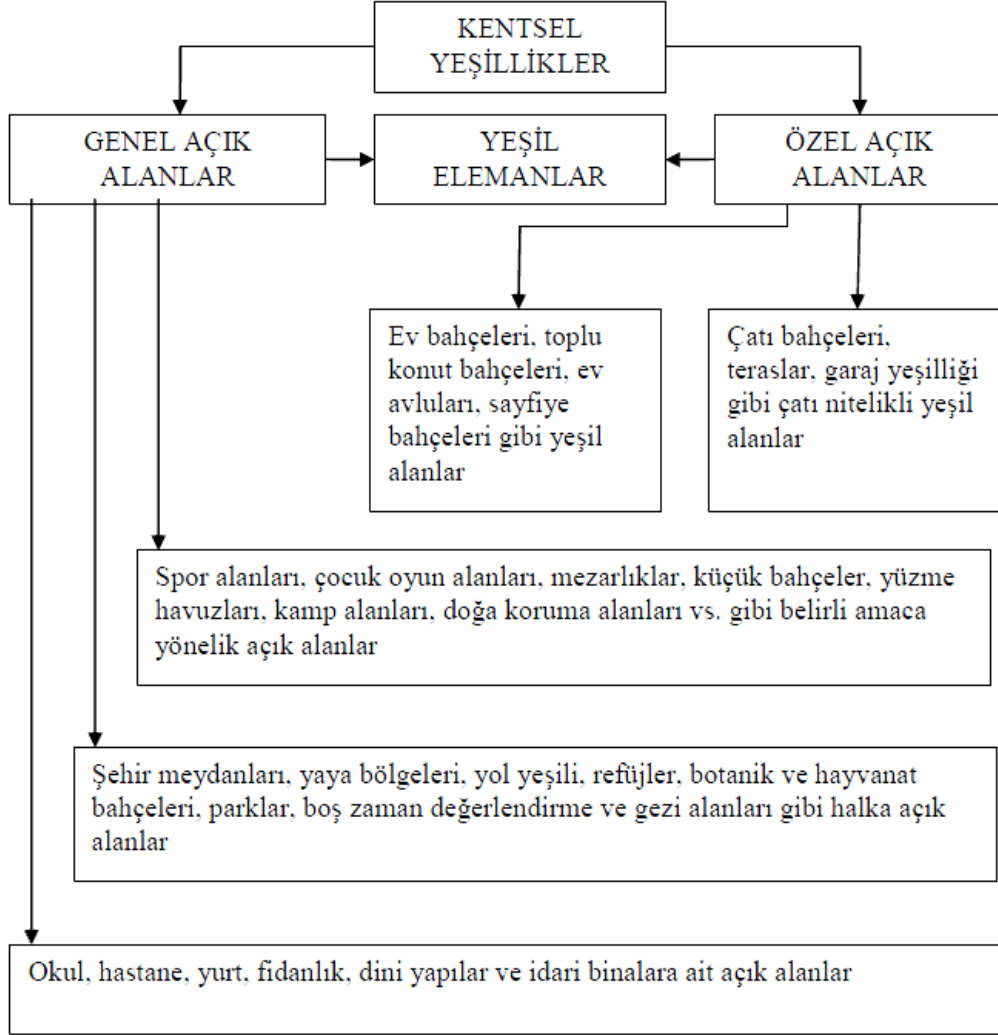 KENTSEL
YEŞİLLİKLER
GENEL AÇIK
ALANLAR
YEŞİL
ELEMANLAR
ÖZEL AÇIK
ALANLAR
Ev bahçeleri, toplu
konut bahçeleri, ev
avluları, sayfiye
bahçeleri gibi yeşil
alanlar
Çatı bahçeleri,
teraslar, garaj yeşilliği
gibi çatı nitelikli yeşil
alanlar
Spor alanları, çocuk oyun alanları, mezarlıklar, küçük bahçeler, yüzme
havuzları, kamp alanları, doğa koruma alanları vs. gibi belirli amaca
yönelik açık alanlar
Şehir meydanları, yaya bölgeleri, yol yeşili, refüjler, botanik ve hayvanat
bahçeleri, parklar, boş zaman değerlendirme ve gezi alanları gibi halka açık
alanlar
Okul, hastane, yurt, fidanlık, dini yapılar ve idari binalara ait açık alanlar